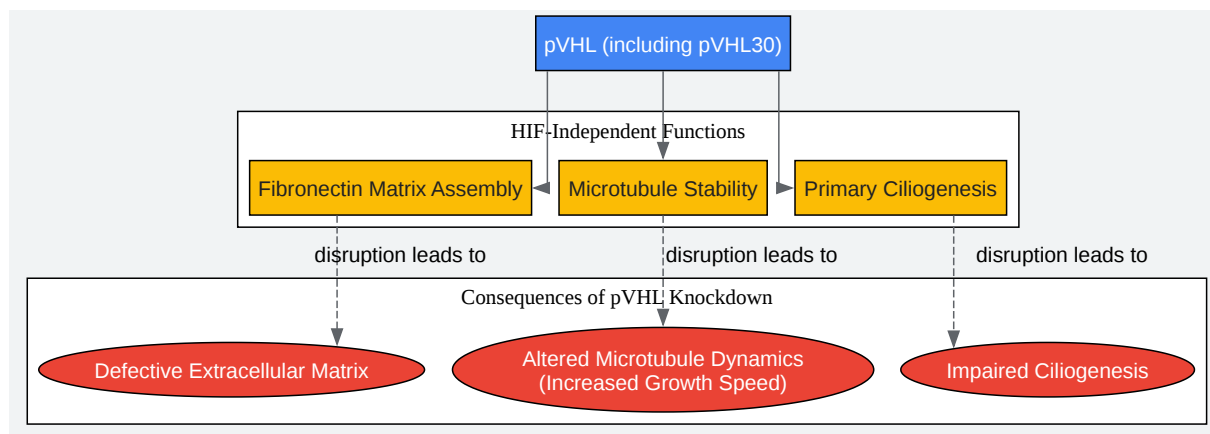 pVHL (including pVHL30)
HIF-Independent Functions
Fibronectin Matrix Assembly
Microtubule Stability
Primary Ciliogenesis
disruption leads to
disruption leads to
disruption leads to
Consequences of pVHL Knockdown
Defective Extracellular Matrix
Altered Microtubule Dynamics
(Increased Growth Speed)
Impaired Ciliogenesis